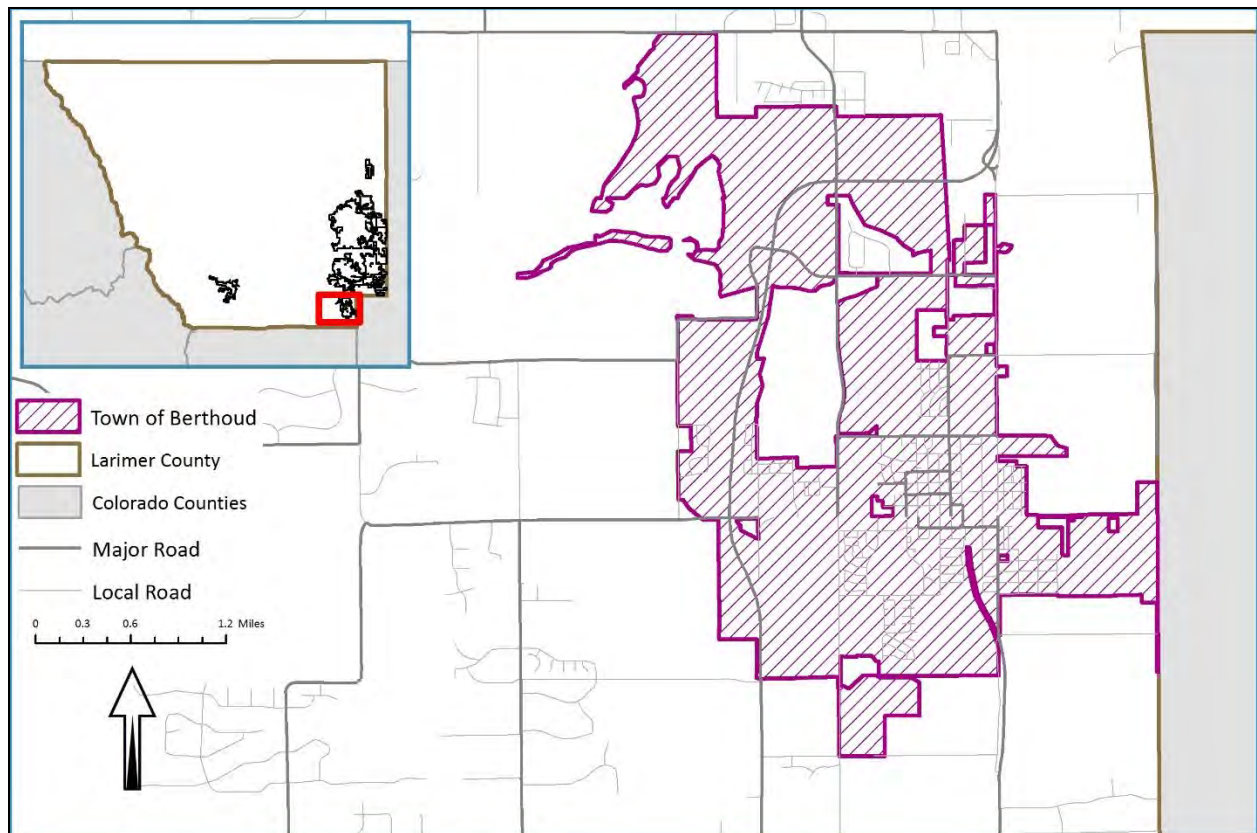 Town of Berthoud
Larimer County
Colorado Counties
Major Road
Local Road
0 0.3 0.6 1.2 Miles